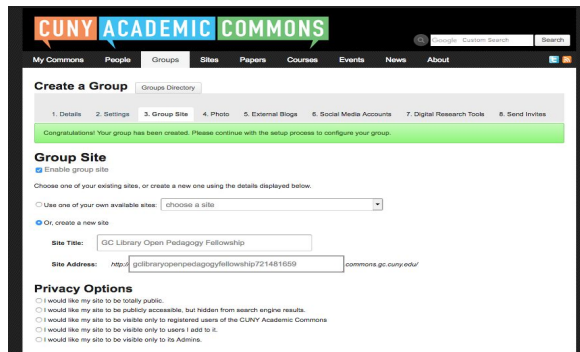 CUNY ACADEMIC COMMONS
Google Custom Search Search
My Commons People Groups Sites Papers Courses Events News About
Create a Group Groups Directory
1. Details 2. Settings 3. Group Site 4. Photo 5. External Blogs 6. Social Media Accounts 7. Digital Research Tools 8. Send Invites
Congratulations! Your group has been created. Please continue with the setup process to configure your group.
Group Site
Enable group site
Choose one of your existing sites, or create a new one using the details displayed below.
Use one of your own available sites: choose a site
Or, create a new site
Site Title: GC Library Open Pedagogy Fellowship
Site Address: http:// gclibraryopenpedagogyfellowship721481659 .commons.gc.cuny.edu/
Privacy Options
I would like my site to be totally public.
I would like my site to be publicly accessible, but hidden from search engine results.
I would like my site to be visible only to registered users of the CUNY Academic Commons
I would like my site to be visible only to users I add to it.
I would like my site to be visible only to its Admins.